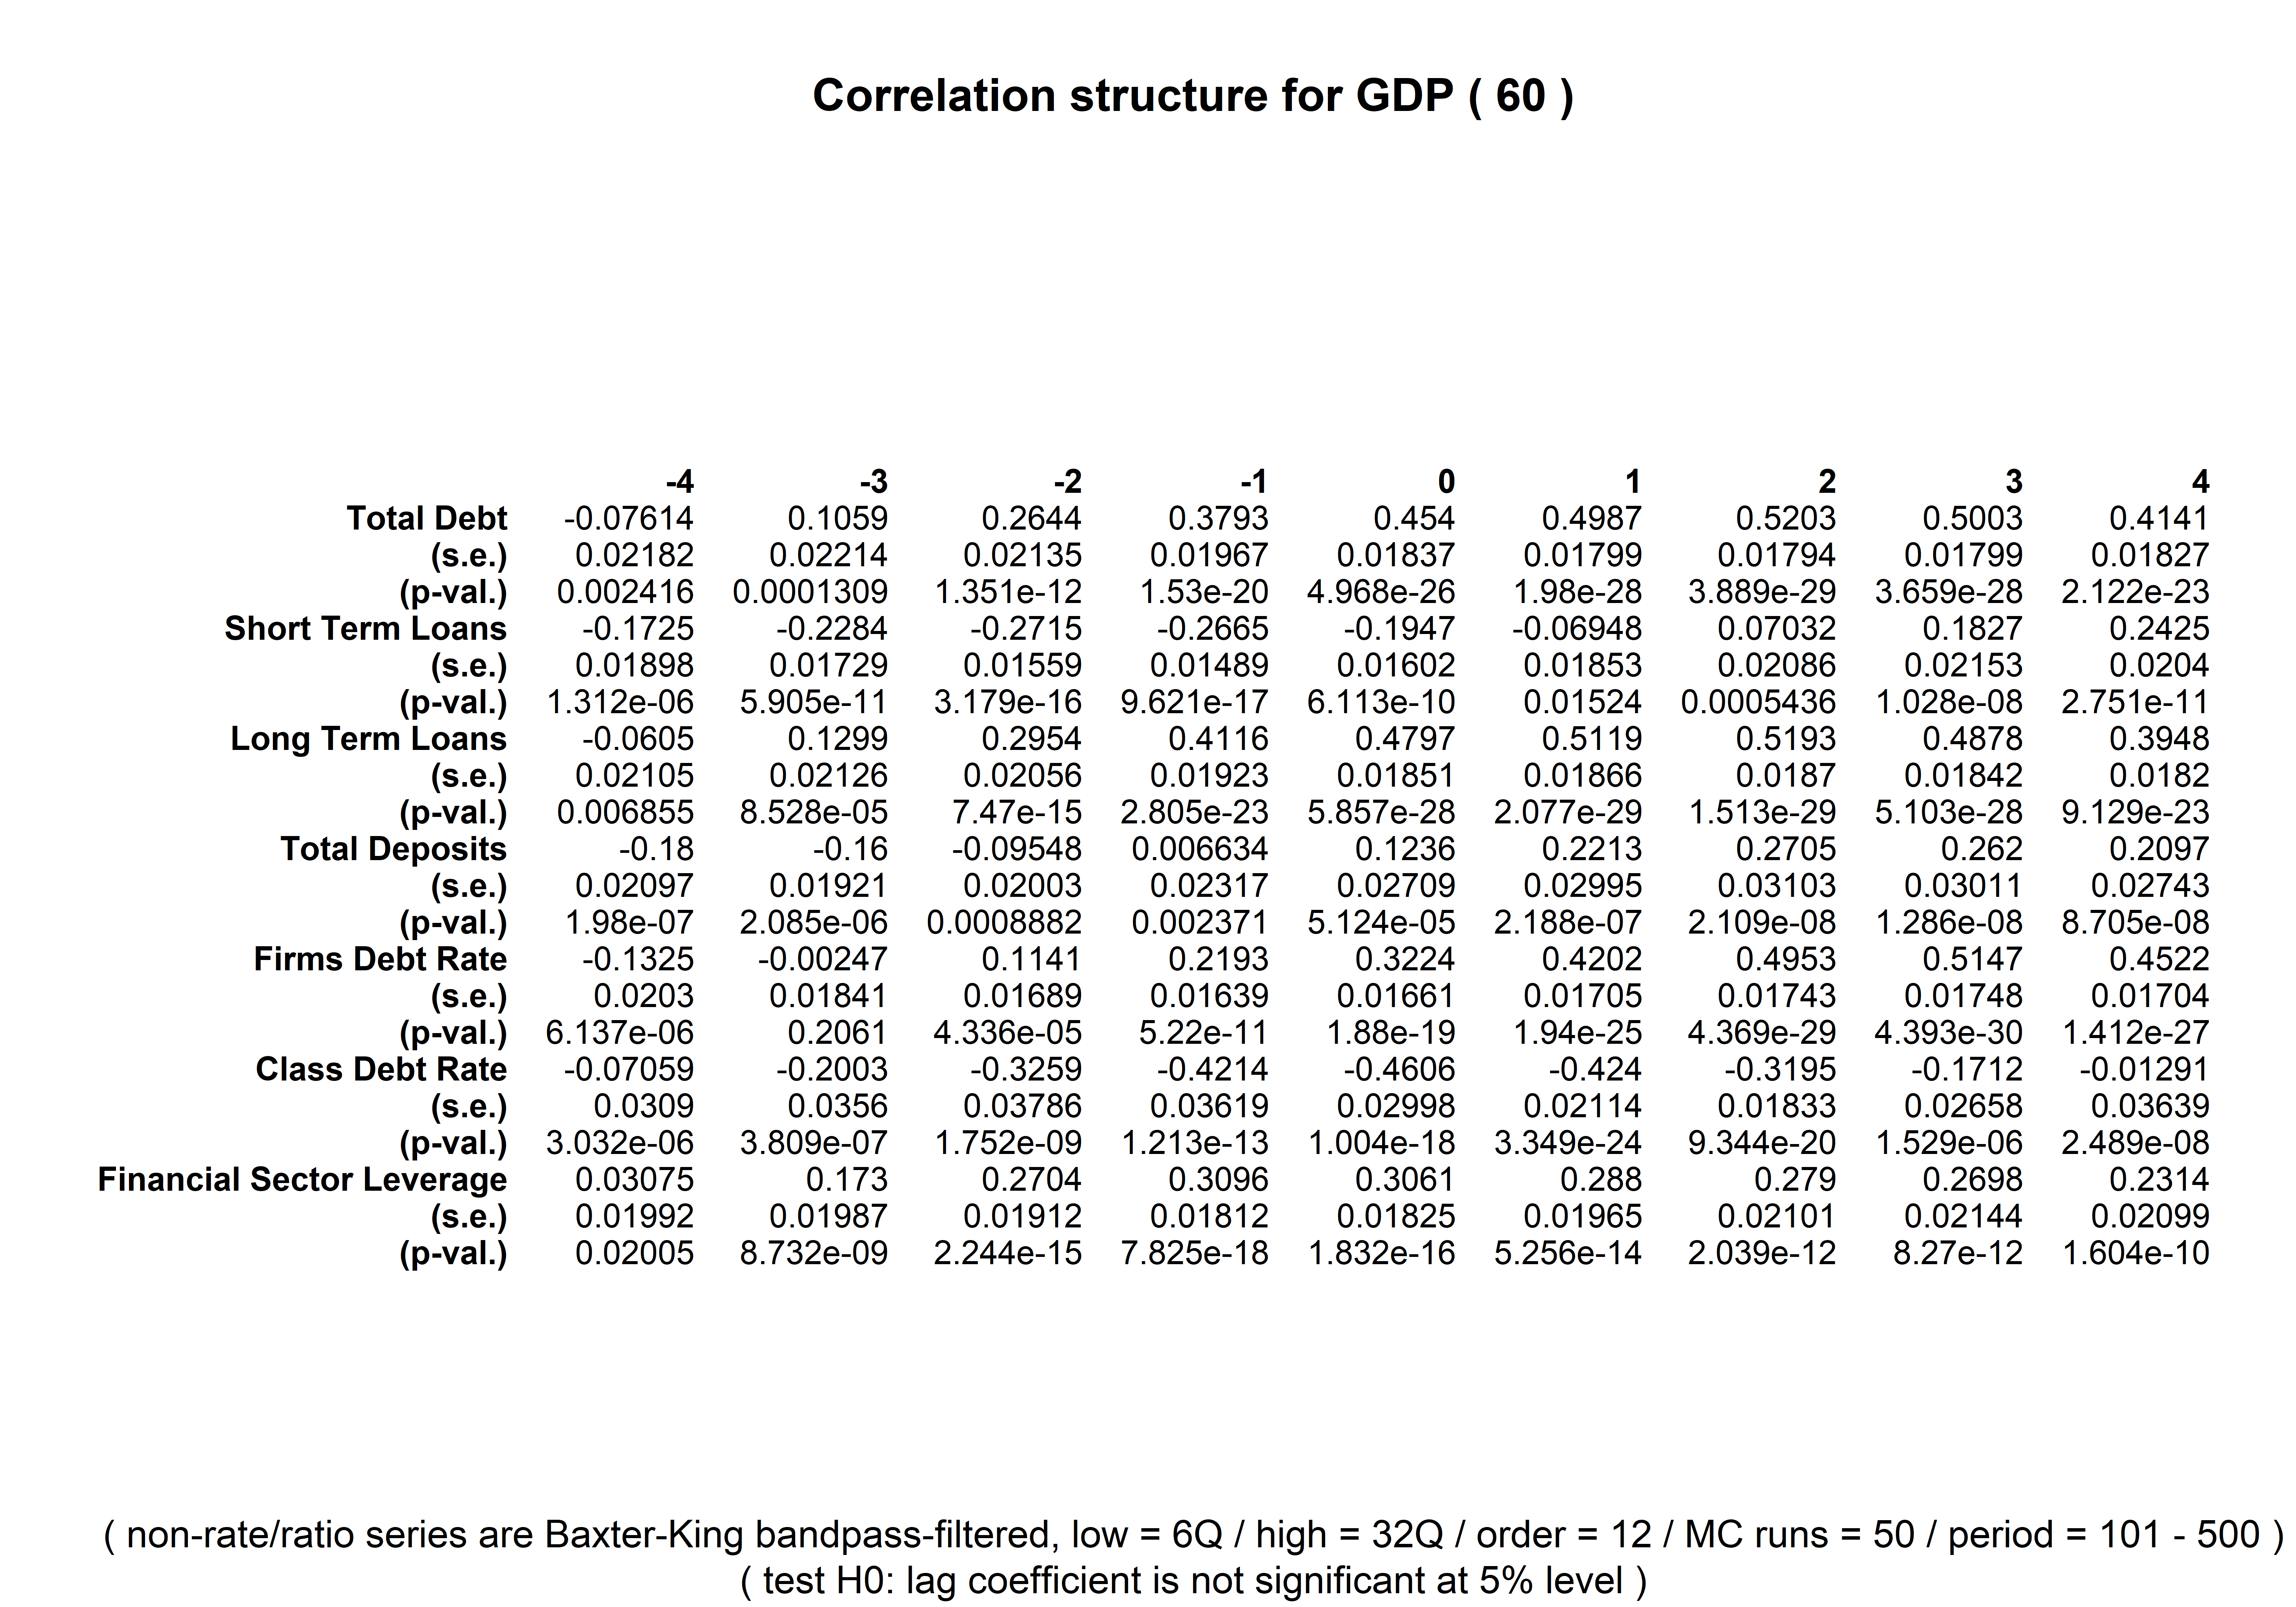 Correlation structure for GDP ( 60 )
-4 -3 -2 -1 0 1 2 3 4
Total Debt -0.07614 0.1059 0.2644 0.3793 0.454 0.4987 0.5203 0.5003 0.4141
(s.e.) 0.02182 0.02214 0.02135 0.01967 0.01837 0.01799 0.01794 0.01799 0.01827
(p-val.) 0.002416 0.0001309 1.351e-12 1.53e-20 4.968e-26 1.98e-28 3.889e-29 3.659e-28 2.122e-23
Short Term Loans -0.1725 -0.2284 -0.2715 -0.2665 -0.1947 -0.06948 0.07032 0.1827 0.2425
(s.e.) 0.01898 0.01729 0.01559 0.01489 0.01602 0.01853 0.02086 0.02153 0.0204
(p-val.) 1.312e-06 5.905e-11 3.179e-16 9.621e-17 6.113e-10 0.01524 0.0005436 1.028e-08 2.751e-11
Long Term Loans -0.0605 0.1299 0.2954 0.4116 0.4797 0.5119 0.5193 0.4878 0.3948
(s.e.) 0.02105 0.02126 0.02056 0.01923 0.01851 0.01866 0.0187 0.01842 0.0182
(p-val.) 0.006855 8.528e-05 7.47e-15 2.805e-23 5.857e-28 2.077e-29 1.513e-29 5.103e-28 9.129e-23
Total Deposits -0.18 -0.16 -0.09548 0.006634 0.1236 0.2213 0.2705 0.262 0.2097
(s.e.) 0.02097 0.01921 0.02003 0.02317 0.02709 0.02995 0.03103 0.03011 0.02743
(p-val.) 1.98e-07 2.085e-06 0.0008882 0.002371 5.124e-05 2.188e-07 2.109e-08 1.286e-08 8.705e-08
Firms Debt Rate -0.1325 -0.00247 0.1141 0.2193 0.3224 0.4202 0.4953 0.5147 0.4522
(s.e.) 0.0203 0.01841 0.01689 0.01639 0.01661 0.01705 0.01743 0.01748 0.01704
(p-val.) 6.137e-06 0.2061 4.336e-05 5.22e-11 1.88e-19 1.94e-25 4.369e-29 4.393e-30 1.412e-27
Class Debt Rate -0.07059 -0.2003 -0.3259 -0.4214 -0.4606 -0.424 -0.3195 -0.1712 -0.01291
(s.e.) 0.0309 0.0356 0.03786 0.03619 0.02998 0.02114 0.01833 0.02658 0.03639
(p-val.) 3.032e-06 3.809e-07 1.752e-09 1.213e-13 1.004e-18 3.349e-24 9.344e-20 1.529e-06 2.489e-08
Financial Sector Leverage 0.03075 0.173 0.2704 0.3096 0.3061 0.288 0.279 0.2698 0.2314
(s.e.) 0.01992 0.01987 0.01912 0.01812 0.01825 0.01965 0.02101 0.02144 0.02099
(p-val.) 0.02005 8.732e-09 2.244e-15 7.825e-18 1.832e-16 5.256e-14 2.039e-12 8.27e-12 1.604e-10
( non-rate/ratio series are Baxter-King bandpass-filtered, low = 6Q / high = 32Q / order = 12 / MC runs = 50 / period = 101 - 500 )
( test H0: lag coefficient is not significant at 5% level )